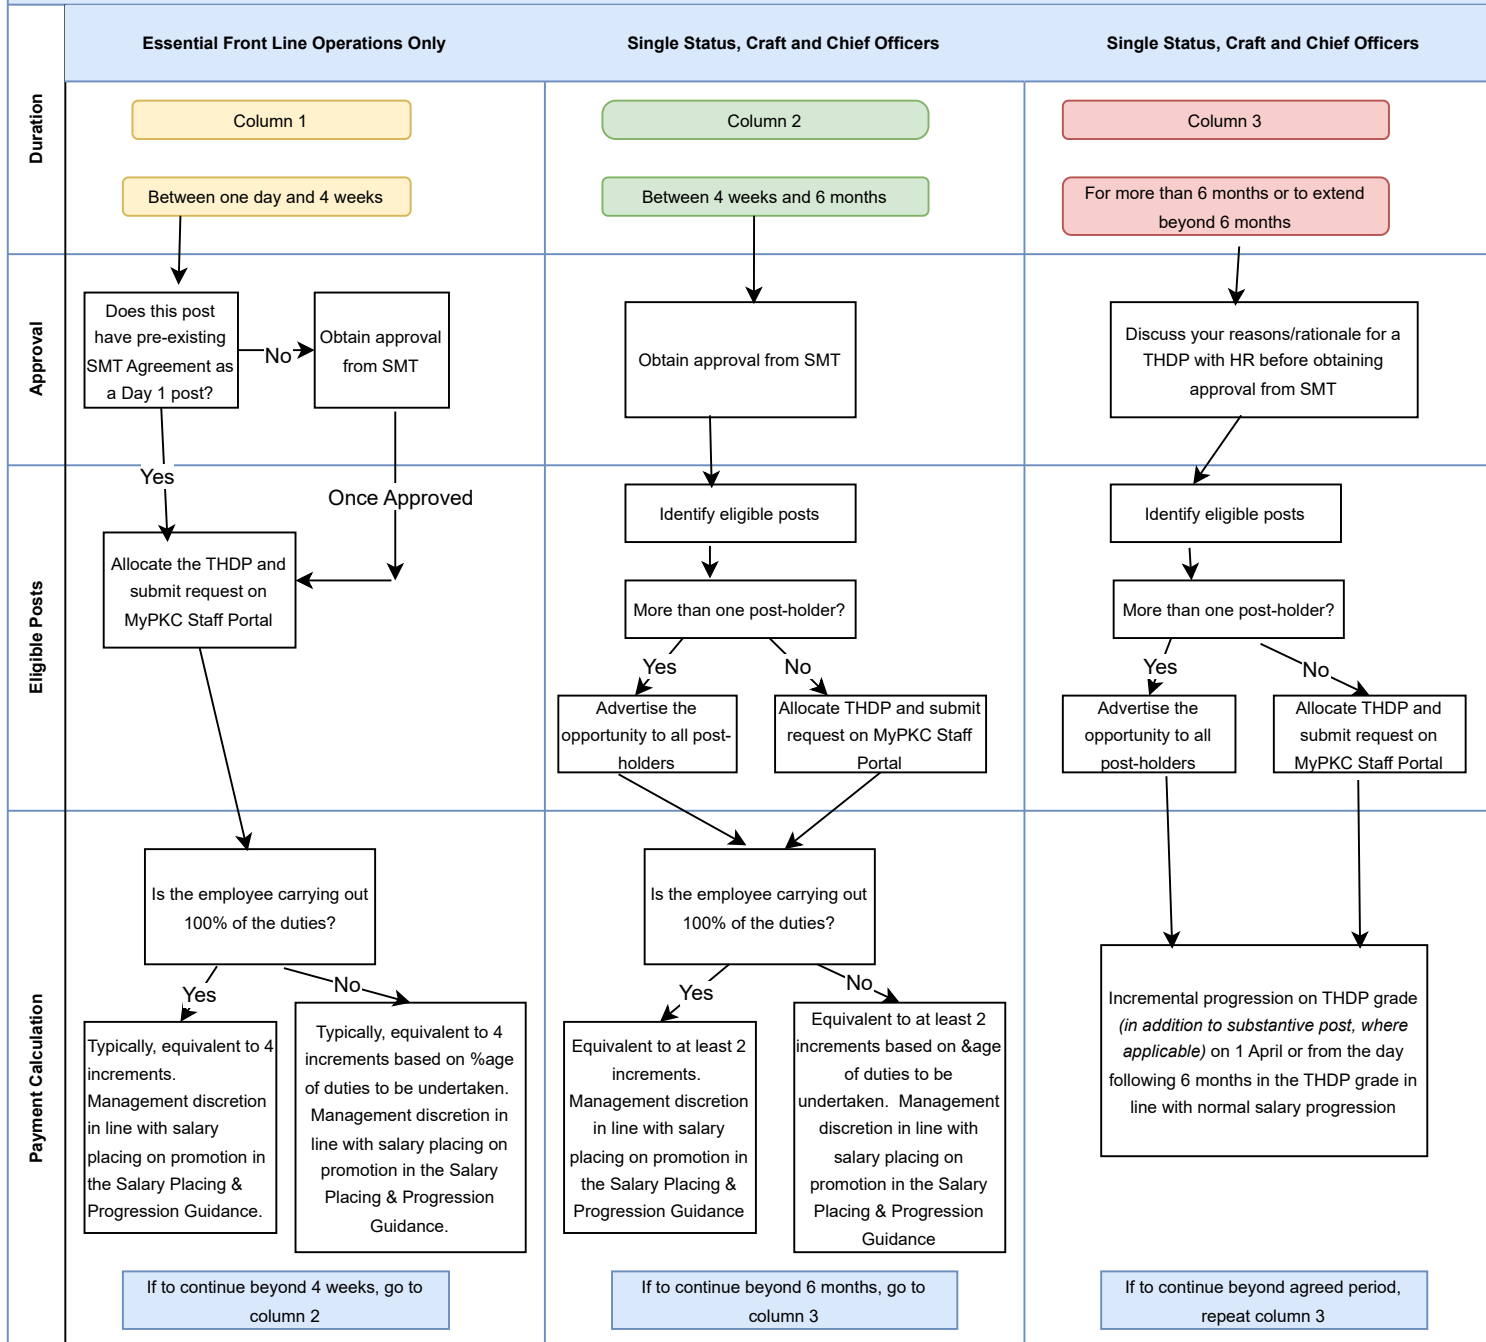 Essential Front Line Operations Only
Single Status, Craft and Chief Officers
Single Status, Craft and Chief Officers
Duration
Column 1
Column 2
Column 3
Between one day and 4 weeks
Between 4 weeks and 6 months
For more than 6 months or to extend
beyond 6 months
Approval
Does this post
have pre-existing
SMT Agreement as
a Day 1 post?
No
Obtain approval
from SMT
Obtain approval from SMT
Discuss your reasons/rationale for a
THDP with HR before obtaining
approval from SMT
Eligible Posts
Yes
Once Approved
Allocate the THDP and
submit request on
MyPKC Staff Portal
Identify eligible posts
More than one post-holder?
Yes
No
Advertise the
opportunity to all post-
holders
Allocate THDP and submit
request on MyPKC Staff
Portal
Identify eligible posts
More than one post-holder?
Yes
No
Advertise the
opportunity to all
post-holders
Allocate THDP and
submit request on
MyPKC Staff Portal
Payment Calculation
Is the employee carrying out
100% of the duties?
Yes
No
Typically, equivalent to 4
increments.
Management discretion
in line with salary
placing on promotion in
the Salary Placing &
Progression Guidance.
Typically, equivalent to 4
increments based on %age
of duties to be undertaken.
Management discretion in
line with salary placing on
promotion in the Salary
Placing & Progression
Guidance.
Is the employee carrying out
100% of the duties?
Yes
No
Equivalent to at least 2
increments.
Management discretion
in line with salary
placing on promotion in
the Salary Placing &
Progression Guidance
Equivalent to at least 2
increments based on &age
of duties to be
undertaken.  Management
discretion in line with
salary placing on
promotion in the Salary
Placing & Progression
Guidance
Incremental progression on THDP grade
(in addition to substantive post, where
applicable) on 1 April or from the day
following 6 months in the THDP grade in
line with normal salary progression
If to continue beyond 4 weeks, go to
column 2
If to continue beyond 6 months, go to
column 3
If to continue beyond agreed period,
repeat column 3